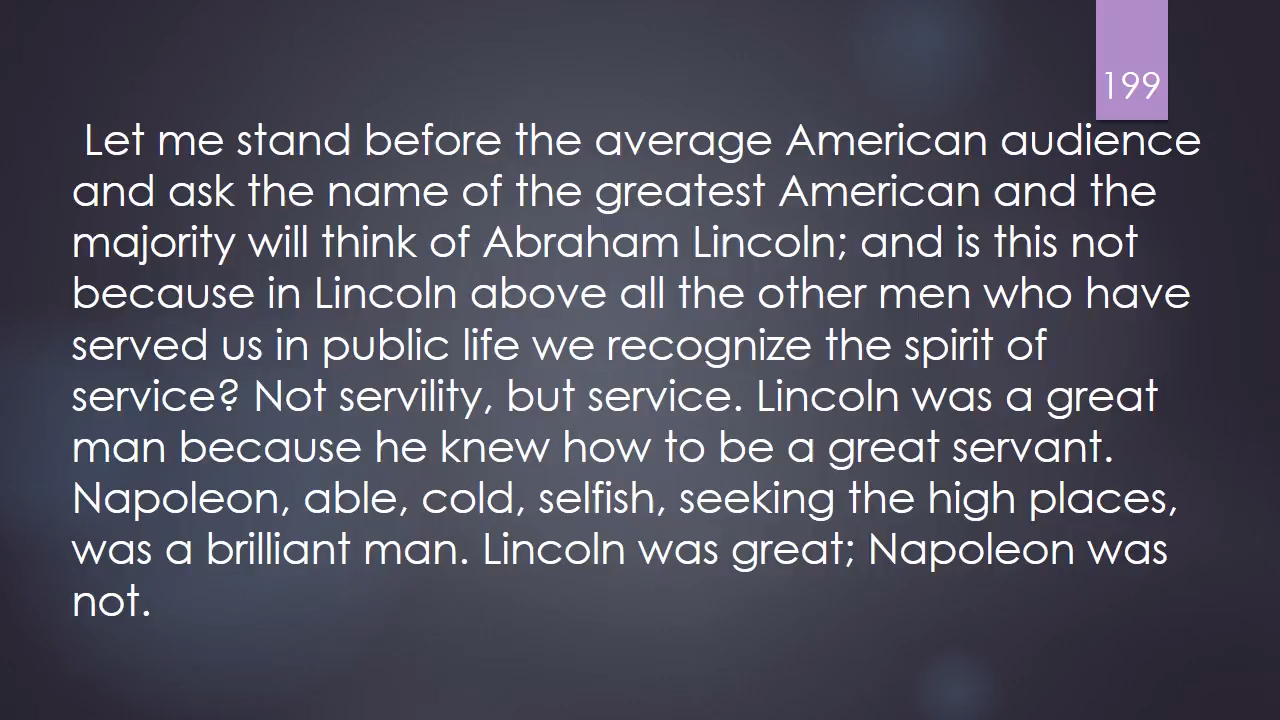 199
Let me stand before the average American audience
and ask the name of the greatest American and the
majority will think of Abraham Lincoln; and is this not
because in Lincoln above all the other men who have
served us in public life we recognize the spirit of
service? Not servility, but service. Lincoln was a great
man because he knew how to be a great servant.
Napoleon, able, cold, selfish, seeking the high places,
was a brilliant man. Lincoln was great; Napoleon was
not.